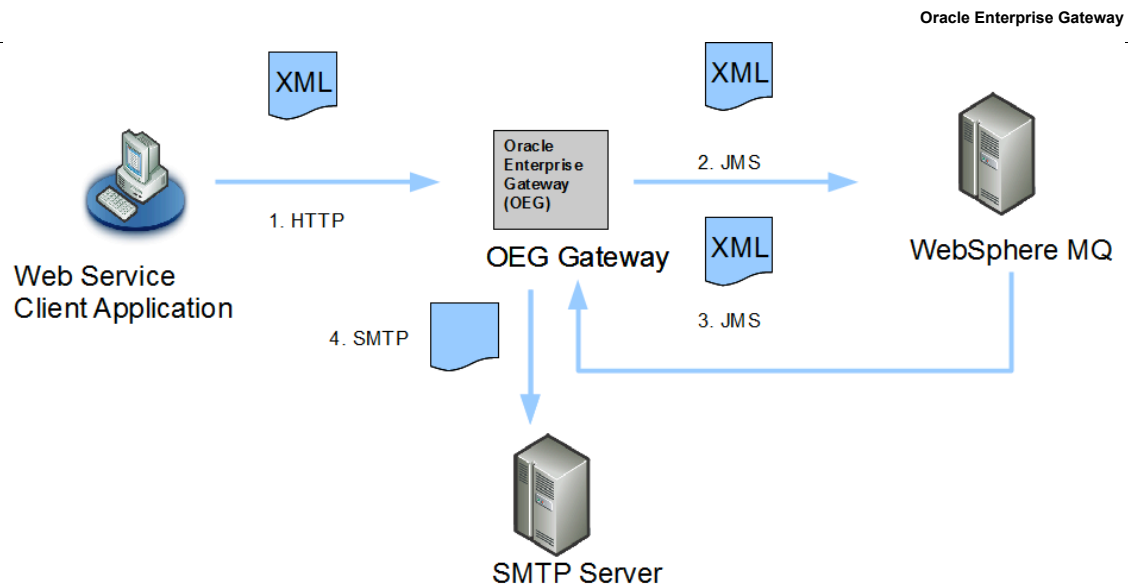 Oracle Enterprise Gateway
XML
XML
Oracle
Enterprise
Gateway
(OEG)
2. JMS
1. HTTP
OEG Gateway
XML
WebSphere MQ
Web Service
Client Application
3. JMS
4. SMTP
SMTP Server